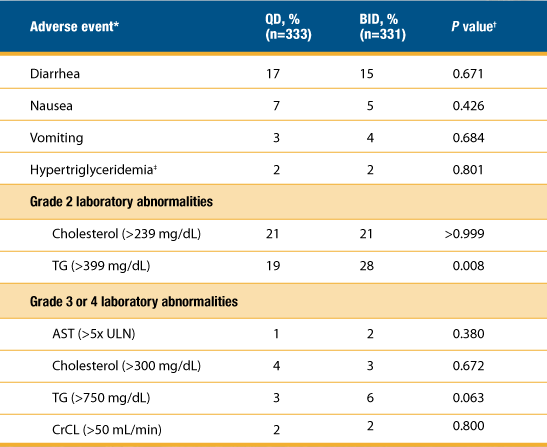 Adverse event* QD, % (n=333) BID, % (n=331) P value†
Diarrhea 17 15 0.671
Nausea 7 5 0.426
Vomiting 3 4 0.684
Hypertriglyceridemia‡ 2 2 0.801
Grade 2 laboratory abnormalities
Cholesterol (>239 mg/dL) 21 21 >0.999
TG (>399 mg/dL) 19 28 0.008
Grade 3 or 4 laboratory abnormalities
AST (>5x ULN) 1 2 0.380
Cholesterol (>300 mg/dL) 4 3 0.672
TG (>750 mg/dL) 3 6 0.063
CrCL (>50 mL/min) 2 2 0.800